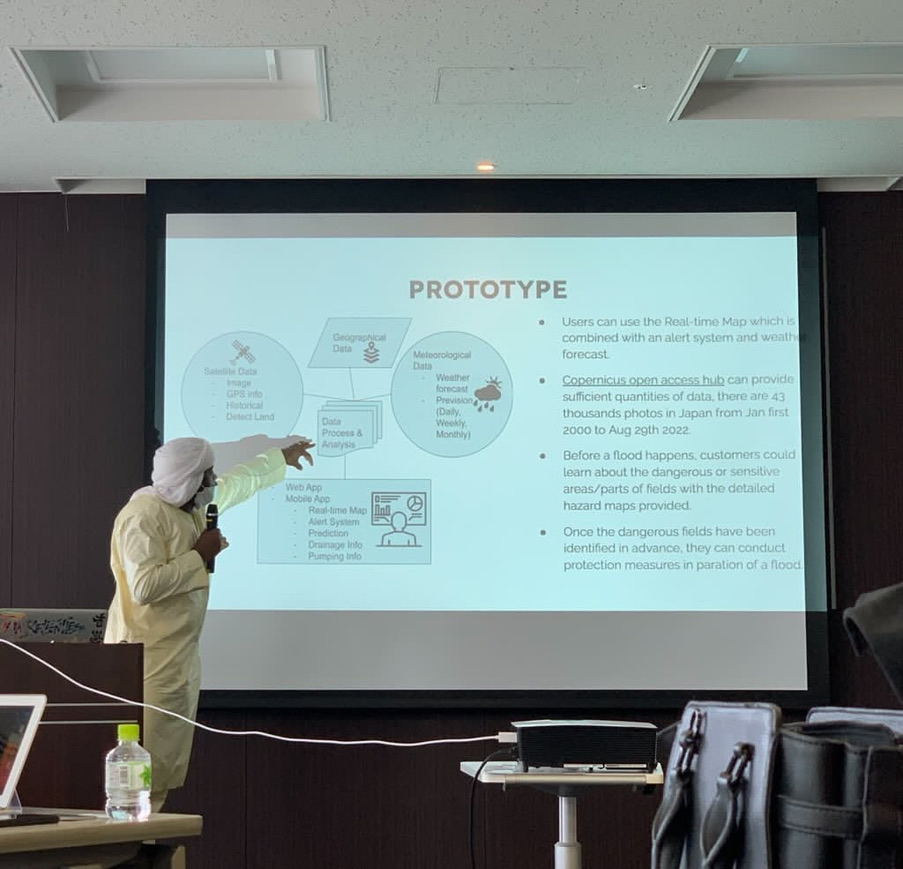 PROTOTYPE
Satellite Data
- Image
- GPS info
- Historical
- Detect Land
Geographical
Data
Meteorological
Data
- Weather
forecast
- Prevision
(Daily,
Weekly,
Monthly)
Data
Process &
Analysis
Web App
Mobile App
- Real-time Map
- Alert System
- Prediction
- Drainage Info
- Pumping Info
● Users can use the Real-time Map which is
combined with an alert system and weather
forecast.
● Copernicus open access hub can provide
sufficient quantities of data, there are 43
thousands photos in Japan from Jan first
2000 to Aug 29th 2022.
● Before a flood happens, customers could
learn about the dangerous or sensitive
areas/parts of fields with the detailed
hazard maps provided.
● Once the dangerous fields have been
identified in advance, they can conduct
protection measures in paration of a flood.